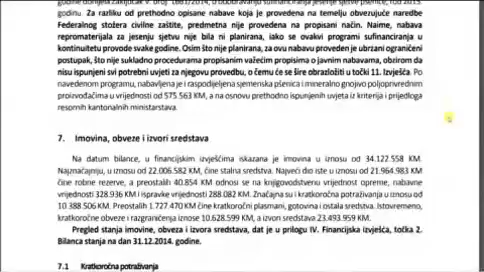 godine donijela zaključak V. broj 1661/2014, o odobravanju sufinansiranja jesenje sjetve pšenice, rod 2015
godinu. Za razliku od prethodno opisane nabave koja je provedena na temelju obvezujuće naredbe
Federalnog stožera civilne zaštite, predmetna nije provedena na propisani način. Naime, nabava
repromaterijala za jesenju sjetvu nije bila ni planirana, iako se ovakvi programi sufinanciranja u
kontinuitetu provode svake godine. Osim što nije planirana, za ovu nabavu proveden je ubrzani ograničeni
postupak, što nije sukladno procedurama propisanim važećim propisima o javnim nabavama, obzirom da
nisu ispunjeni svi potrebni uvjeti za njegovu provedbu, o čemu će se šire obrazložiti u točki 11. Izvješća. Po
navedenom programu, nabavljena je i raspodijeljena sjemenska pšenica i mineralno gnojivo poljoprivrednim
proizvođačima u vrijednosti od 575.563 KM, a na osnovu prethodno ispunjenih uvjeta iz kriterija i prijedloga
resornih kantonalnih ministarstava.
7. Imovina, obveze i izvori sredstava
Na datum bilance, u financijskim izvješćima iskazana je imovina u iznosu od 34.122.558 KM.
Najznačajniju, u iznosu od 22.006.582 KM, čine stalna sredstva. Najveći dio iste u iznosu od 21.964.983 KM
čine robne rezerve, a preostalih 40.854 KM odnosi se na knjigovodstvenu vrijednost opreme, nabavne
vrijednosti 328.936 KM i ispravke vrijednosti 288.082 KM. Značajna su i kratkoročna potraživanja u iznosu od
10.388.506 KM. Preostalih 1.727.470 KM čine kratkoročni plasmani, gotovina i ostala sredstva. Istovremeno,
kratkoročne obveze i razgraničenja iznose 10.628.599 KM, a izvori sredstava 23.493.959 KM.
Pregled stanja imovine, obveza i izvora sredstava, dat je u prilogu IV. Financijska izvješća, točka 2.
Bilanca stanja na dan 31.12.2014. godine.
7.1 Kratkoročna potraživanja